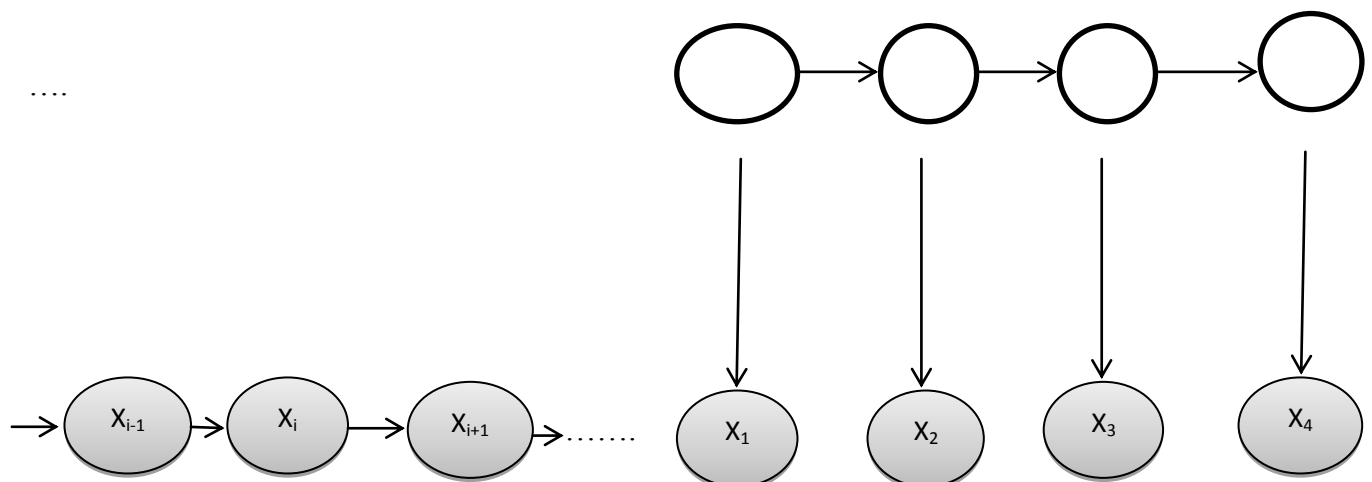 ....
X₁ X₂ X₃ X₄
Xᵢ₋₁ Xᵢ Xᵢ₊₁ .......